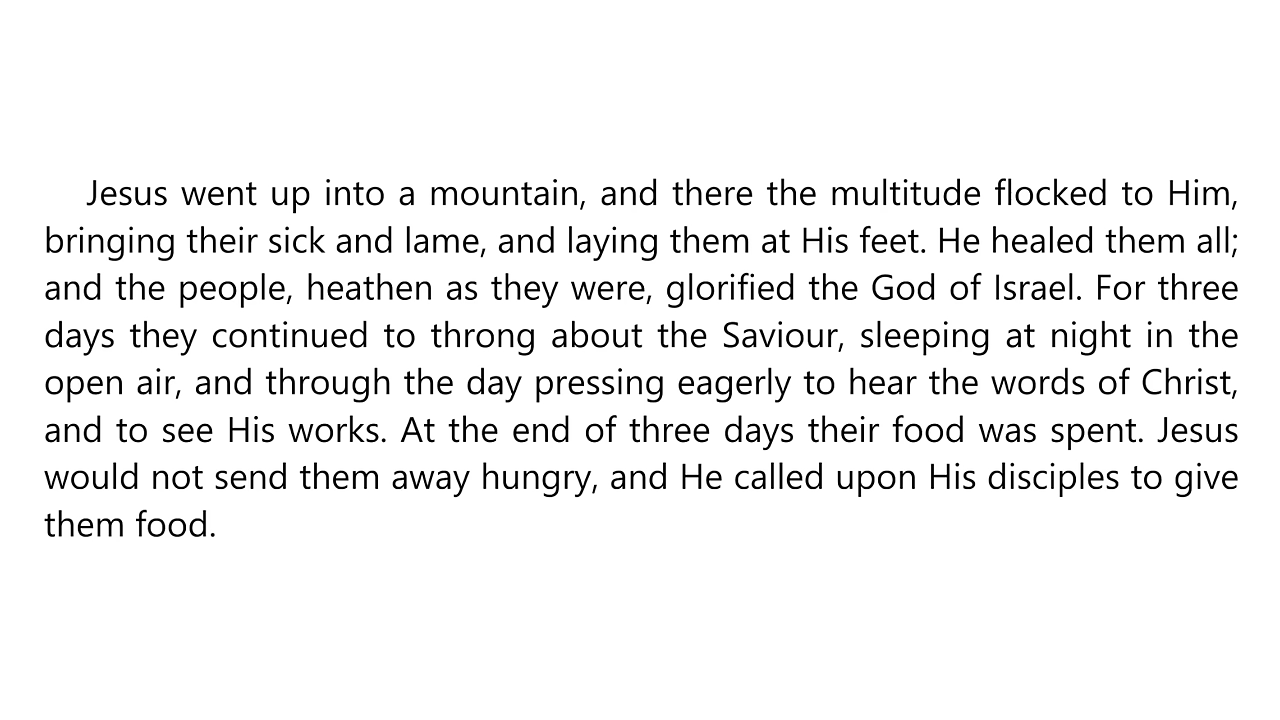 Jesus went up into a mountain, and there the multitude flocked to Him,
bringing their sick and lame, and laying them at His feet. He healed them all;
and the people, heathen as they were, glorified the God of Israel. For three
days they continued to throng about the Saviour, sleeping at night in the
open air, and through the day pressing eagerly to hear the words of Christ,
and to see His works. At the end of three days their food was spent. Jesus
would not send them away hungry, and He called upon His disciples to give
them food.